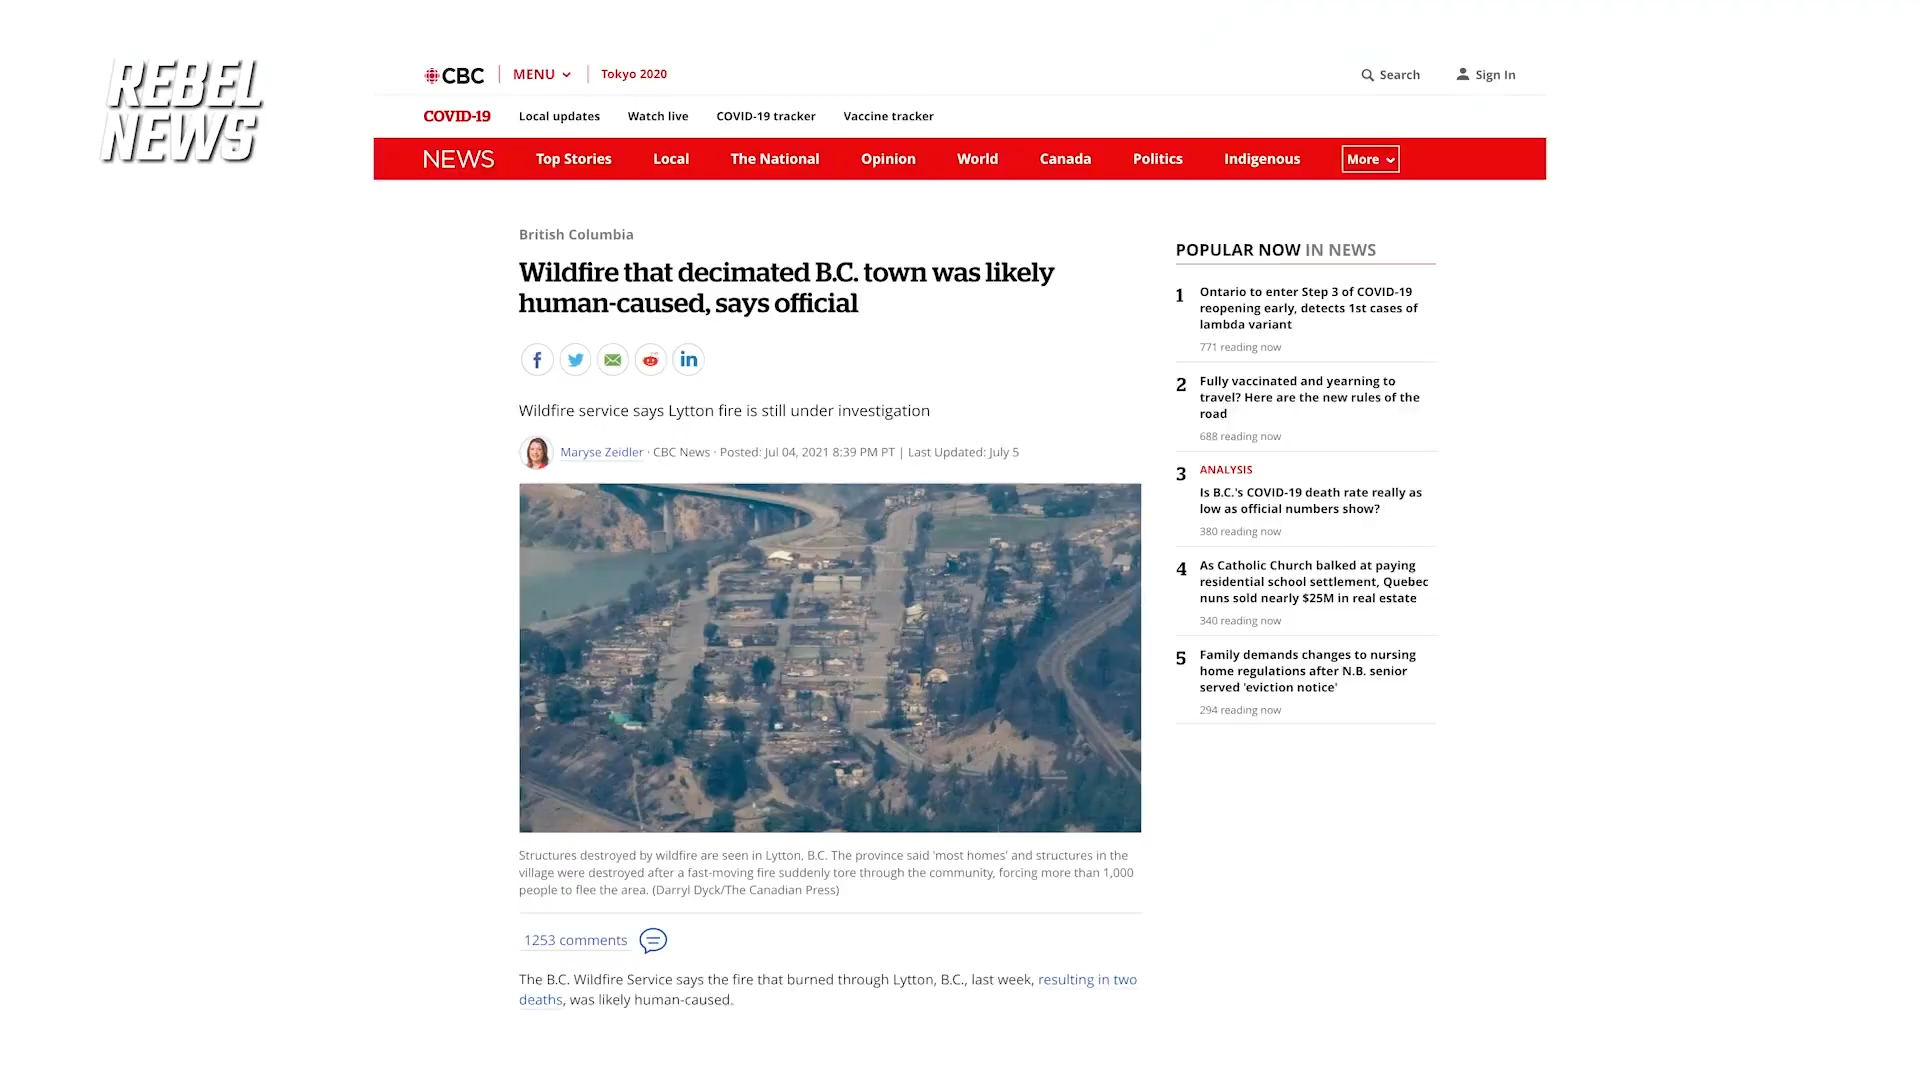 REBEL
NEWS
CBC
MENU
Tokyo 2020
Search
Sign In
COVID-19
Local updates
Watch live
COVID-19 tracker
Vaccine tracker
NEWS
Top Stories
Local
The National
Opinion
World
Canada
Politics
Indigenous
More
British Columbia
Wildfire that decimated B.C. town was likely
human-caused, says official
Wildfire service says Lytton fire is still under investigation
Maryse Zeidler · CBC News · Posted: Jul 04, 2021 8:39 PM PT | Last Updated: July 5
Structures destroyed by wildfire are seen in Lytton, B.C. The province said 'most homes' and structures in the
village were destroyed after a fast-moving fire suddenly tore through the community, forcing more than 1,000
people to flee the area. (Darryl Dyck/The Canadian Press)
1253 comments
The B.C. Wildfire Service says the fire that burned through Lytton, B.C., last week, resulting in two
deaths, was likely human-caused.
POPULAR NOW IN NEWS
1
Ontario to enter Step 3 of COVID-19
reopening early, detects 1st cases of
lambda variant
771 reading now
2
Fully vaccinated and yearning to
travel? Here are the new rules of the
road
688 reading now
3
ANALYSIS
Is B.C.'s COVID-19 death rate really as
low as official numbers show?
380 reading now
4
As Catholic Church balked at paying
residential school settlement, Quebec
nuns sold nearly $25M in real estate
340 reading now
5
Family demands changes to nursing
home regulations after N.B. senior
served 'eviction notice'
294 reading now